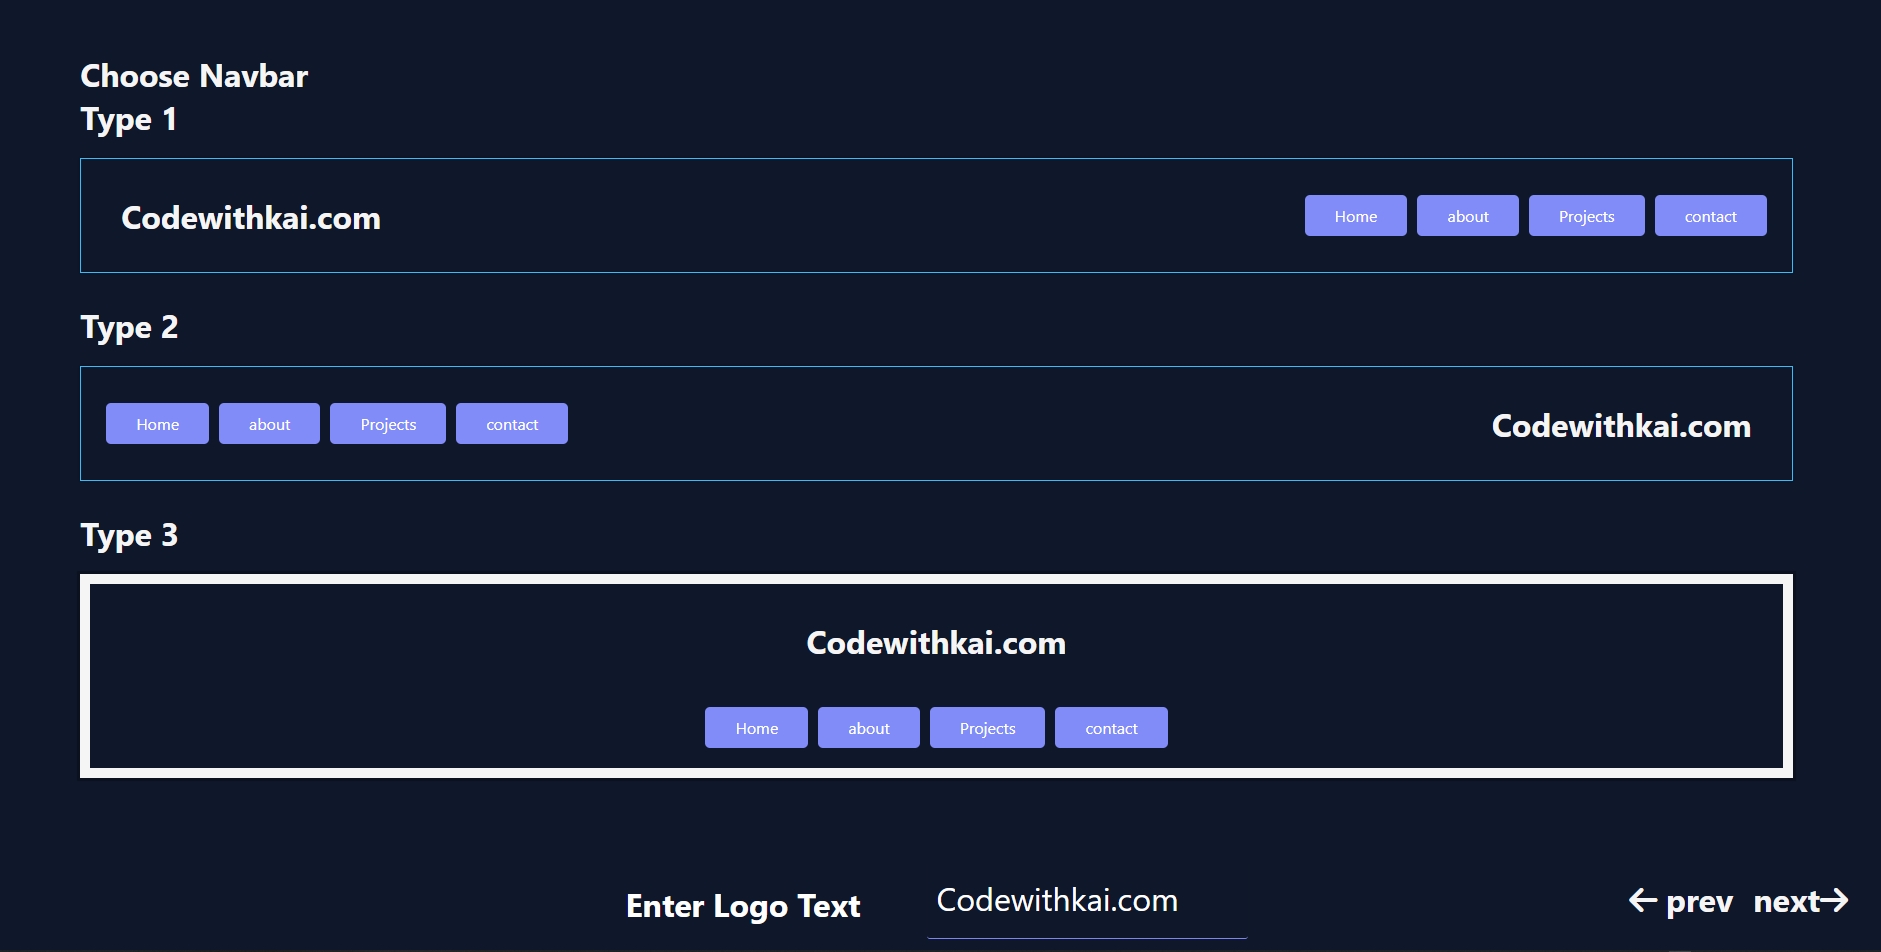 Choose Navbar
Type 1
Codewithkai.com Home about Projects contact
Type 2
Home about Projects contact Codewithkai.com
Type 3
Codewithkai.com
Home about Projects contact
Enter Logo Text Codewithkai.com prev next